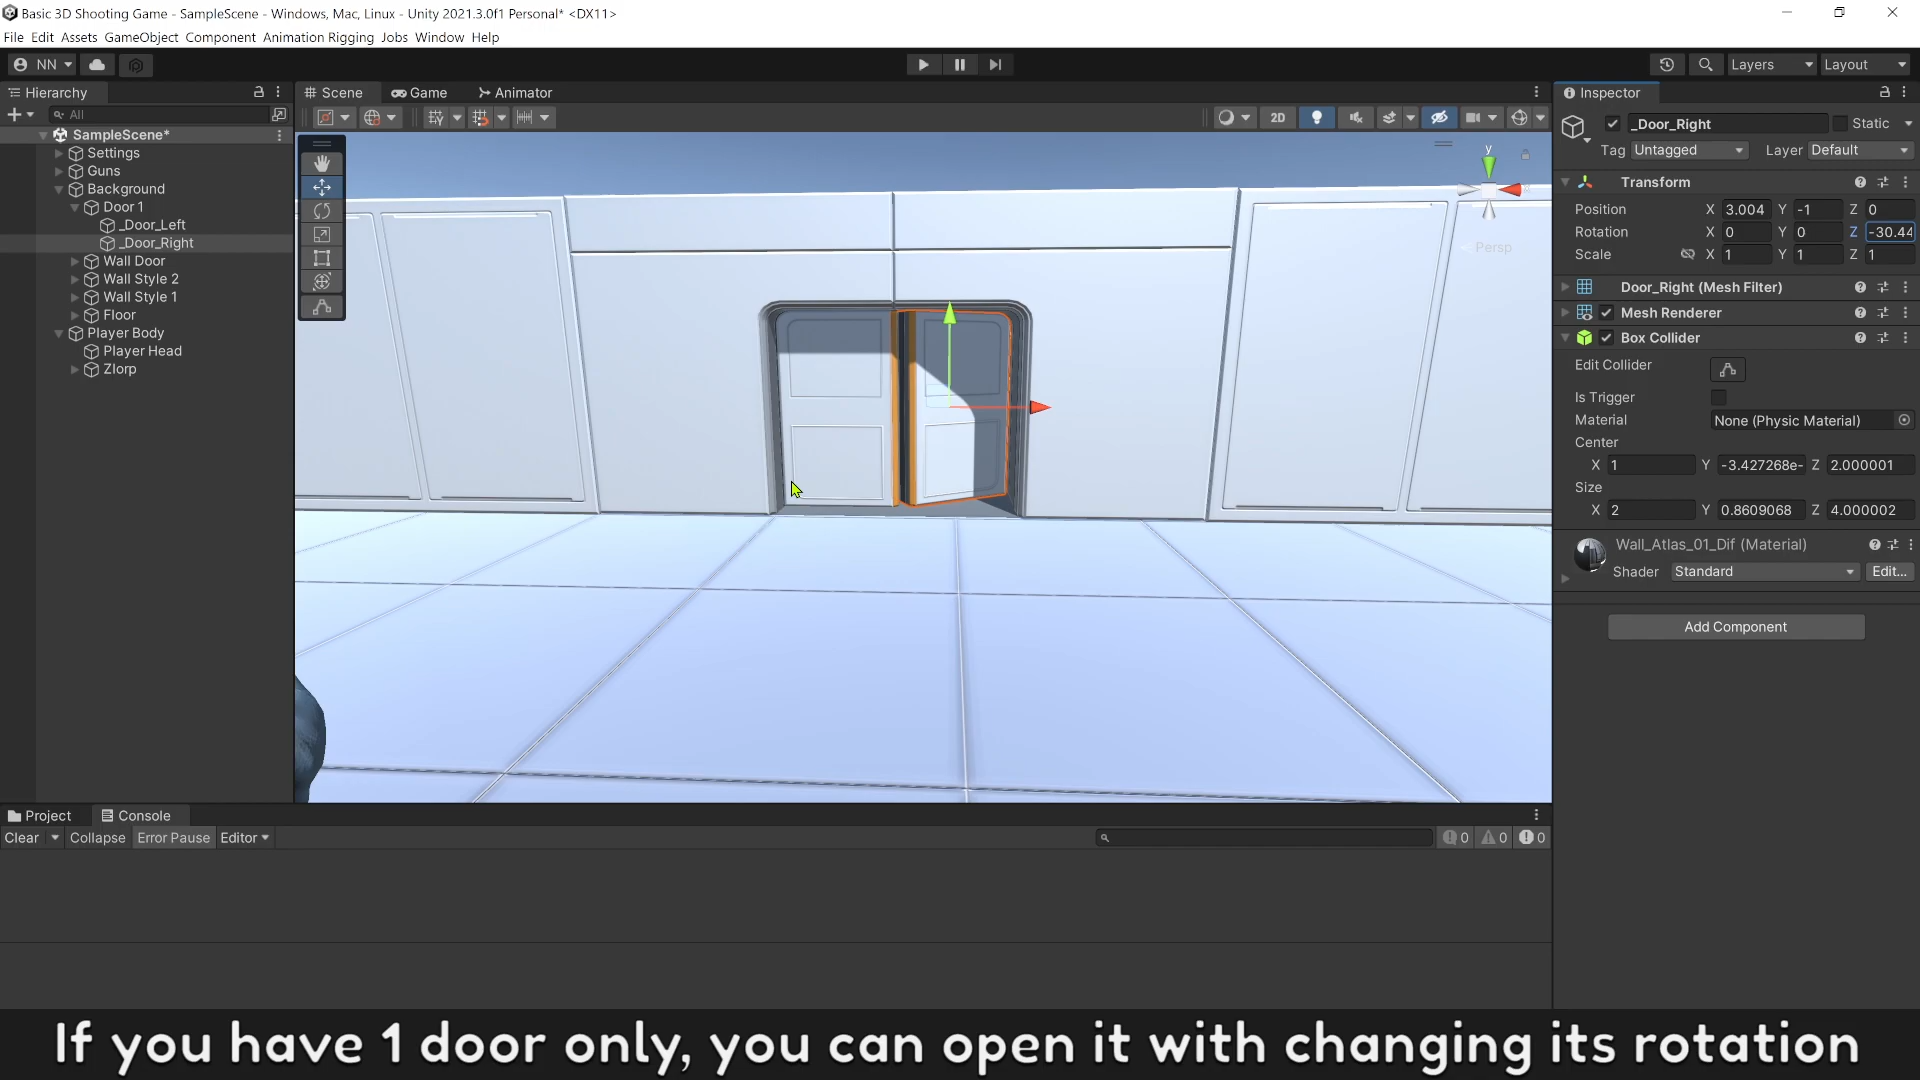 Basic 3D Shooting Game - SampleScene - Windows, Mac, Linux - Unity 2021.3.0f1 Personal* <DX11>
File Edit Assets GameObject Component Animation Rigging Jobs Window Help
NN Layers Layout
Hierarchy Scene Game Animator Inspector
All 2D
_Door_Right Static
Tag Untagged Layer Default
SampleScene*
Settings
Guns
Background
Door 1
_Door_Left
_Door_Right
Wall Door
Wall Style 2
Wall Style 1
Floor
Player Body
Player Head
Zlorp
y
Persp
Transform
Position X 3.004 Y -1 Z 0
Rotation X 0 Y 0 Z -30.44
Scale X 1 Y 1 Z 1
Door_Right (Mesh Filter)
Mesh Renderer
Box Collider
Edit Collider
Is Trigger
Material None (Physic Material)
Center
X 1 Y -3.427268e- Z 2.000001
Size
X 2 Y 0.8609068 Z 4.000002
Wall_Atlas_01_Dif (Material)
Shader Standard Edit...
Add Component
Project Console
Clear Collapse Error Pause Editor 0 0 0
If you have 1 door only, you can open it with changing its rotation